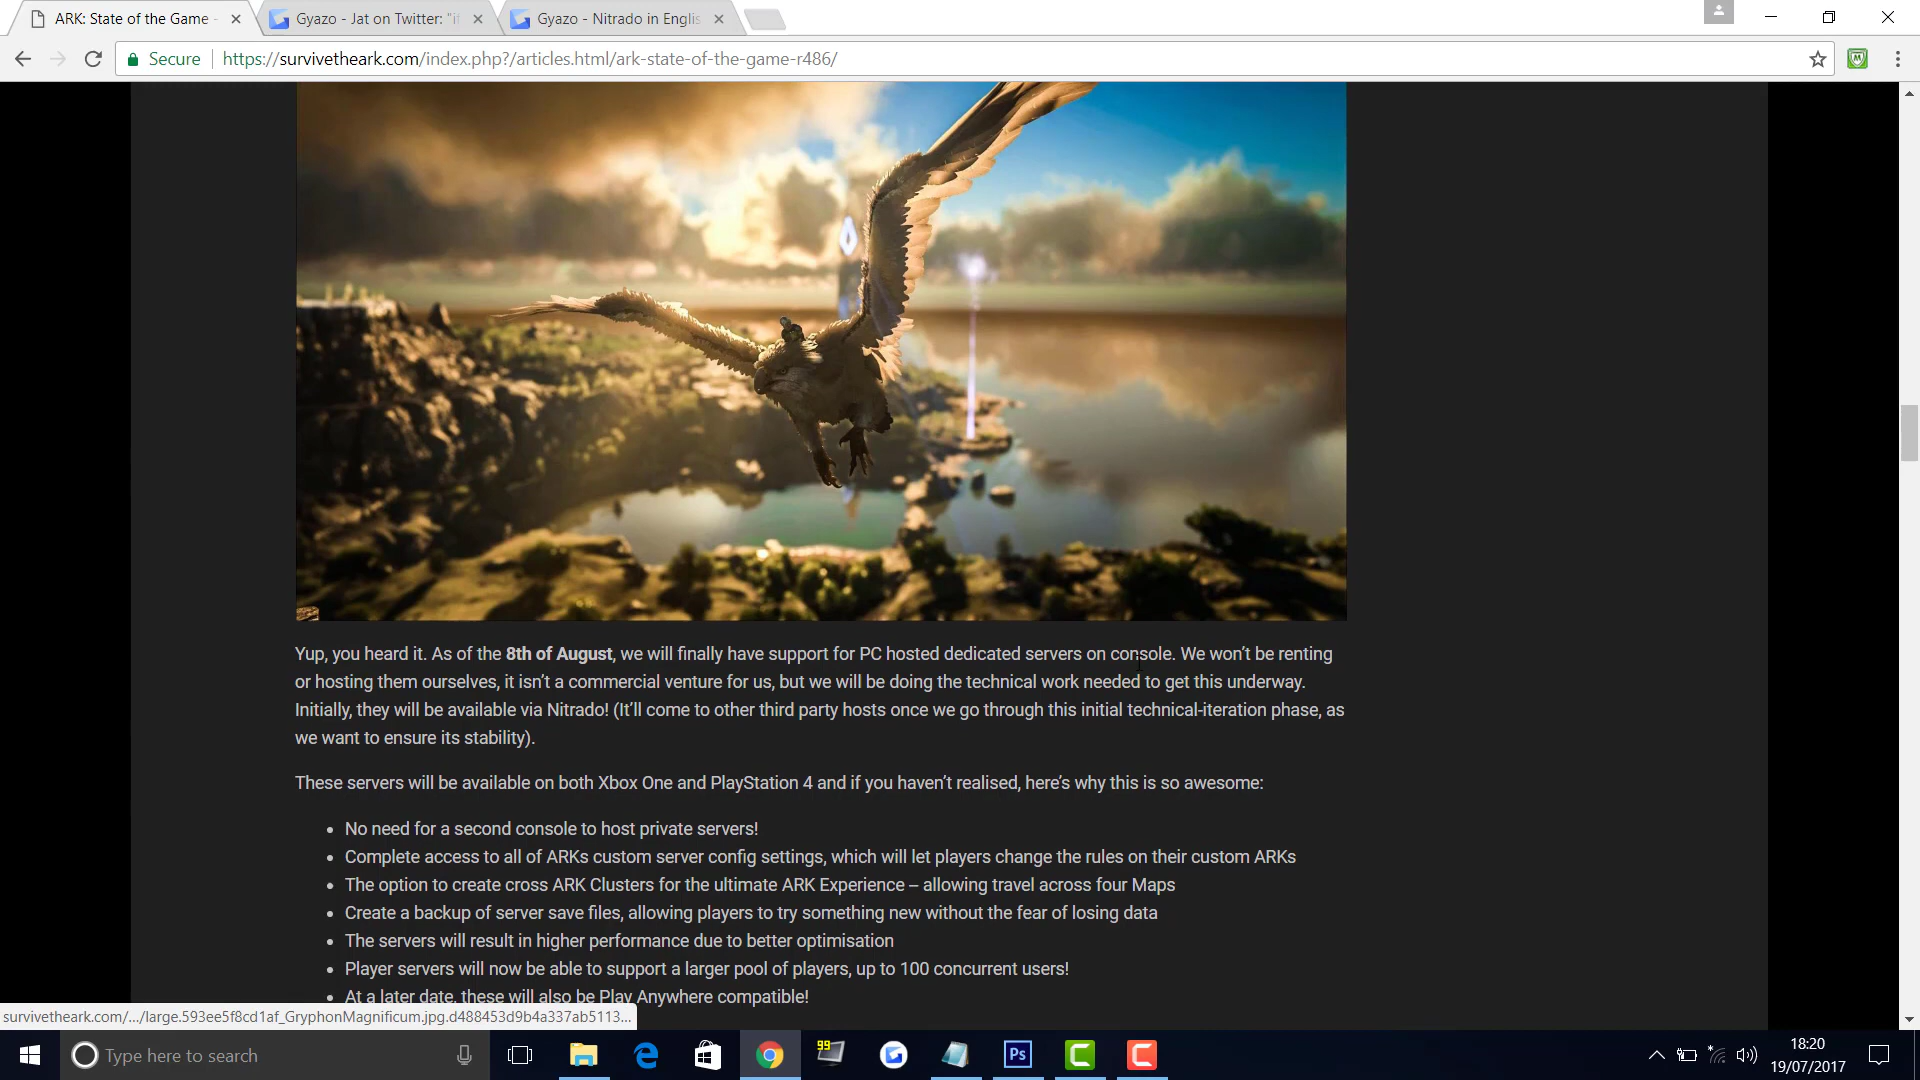 ARK: State of the Game -
Gyazo - Jat on Twitter: "if
Gyazo - Nitrado in Englis
Secure
https://survivetheark.com/index.php?/articles.html/ark-state-of-the-game-r486/
Yup, you heard it. As of the 8th of August, we will finally have support for PC hosted dedicated servers on console. We won’t be renting
or hosting them ourselves, it isn’t a commercial venture for us, but we will be doing the technical work needed to get this underway.
Initially, they will be available via Nitrado! (It’ll come to other third party hosts once we go through this initial technical-iteration phase, as
we want to ensure its stability).
These servers will be available on both Xbox One and PlayStation 4 and if you haven’t realised, here’s why this is so awesome:
• No need for a second console to host private servers!
• Complete access to all of ARKs custom server config settings, which will let players change the rules on their custom ARKs
• The option to create cross ARK Clusters for the ultimate ARK Experience – allowing travel across four Maps
• Create a backup of server save files, allowing players to try something new without the fear of losing data
• The servers will result in higher performance due to better optimisation
• Player servers will now be able to support a larger pool of players, up to 100 concurrent users!
• At a later date, these will also be Play Anywhere compatible!
survivetheark.com/.../large.593ee5f8cd1af_GryphonMagnificum.jpg.d488453d9b4a337ab5113...
Type here to search
99
Ps
18:20
19/07/2017